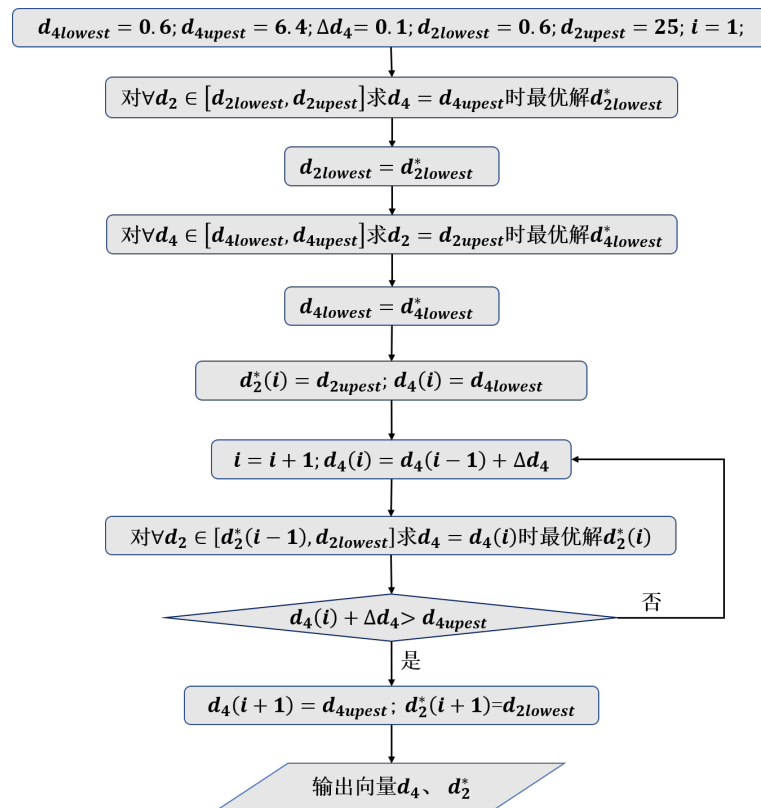 d4lowest = 0.6; d4upest = 6.4; Δd4 = 0.1; d2lowest = 0.6; d2upest = 25; i = 1;
对∀d2 ∈ [d2lowest, d2upest]求d4 = d4upest时最优解d*2lowest
d2lowest = d*2lowest
对∀d4 ∈ [d4lowest, d4upest]求d2 = d2upest时最优解d*4lowest
d4lowest = d*4lowest
d*2(i) = d2upest; d4(i) = d4lowest
i = i + 1; d4(i) = d4(i − 1) + Δd4
对∀d2 ∈ [d*2(i − 1), d2lowest]求d4 = d4(i)时最优解d*2(i)
d4(i) + Δd4 > d4upest
否
是
d4(i + 1) = d4upest; d*2(i + 1)=d2lowest
输出向量d4、 d*2